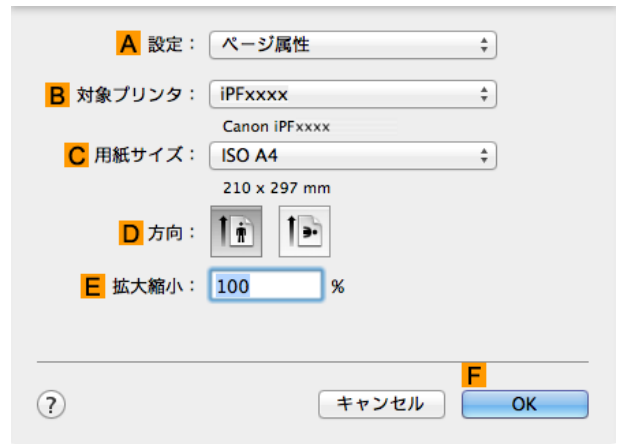 A 設定： ページ属性
B 対象プリンタ： iPFxxxx
Canon iPFxxxx
C 用紙サイズ： ISO A4
210 x 297 mm
D 方向：
E 拡大縮小： 100 %
F
? キャンセル OK